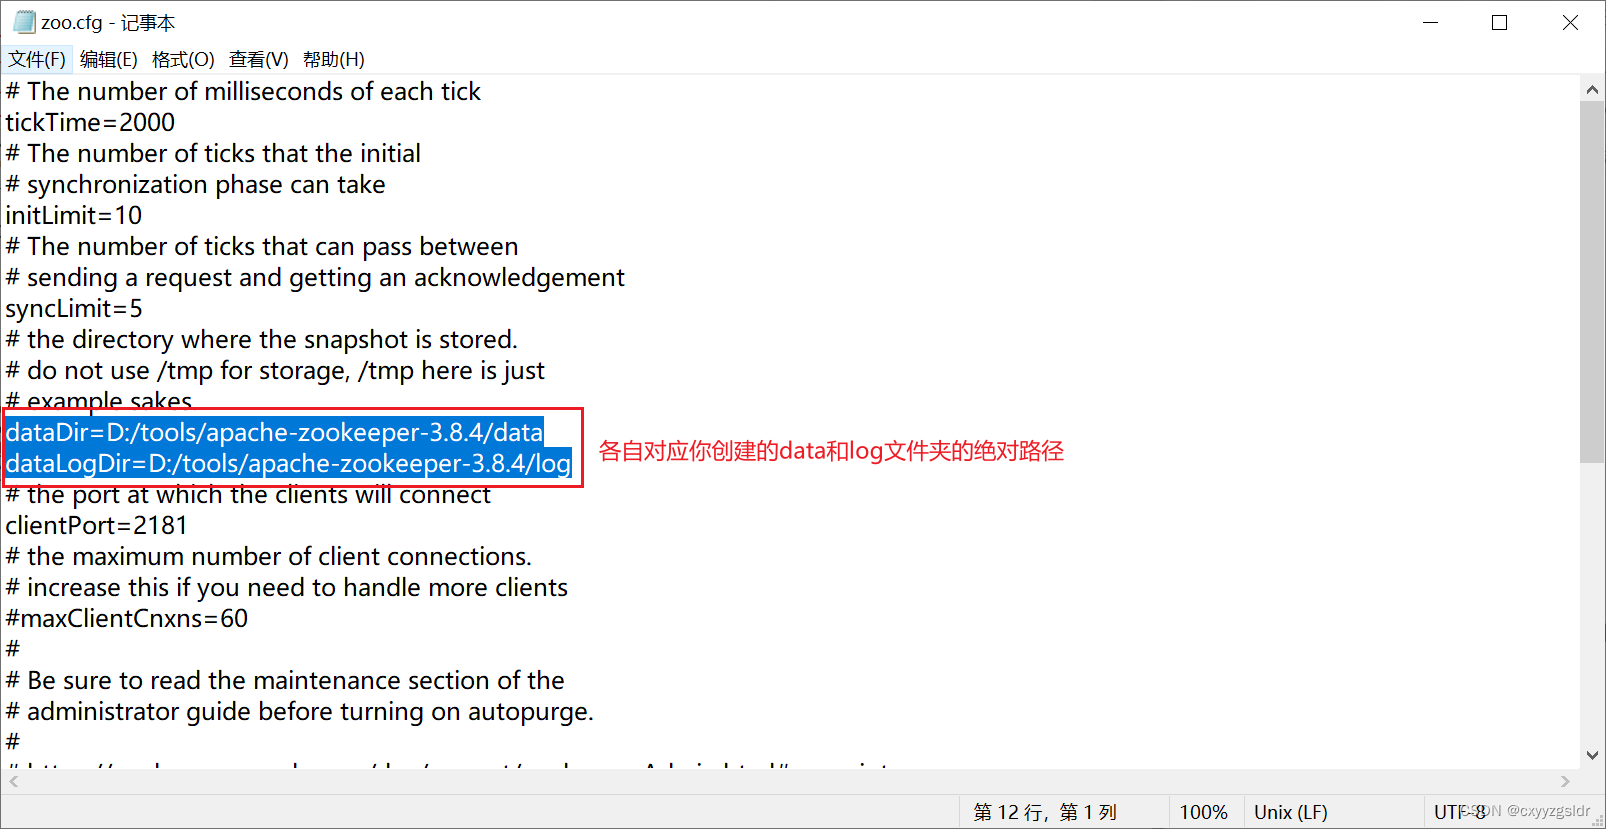 zoo.cfg - 记事本
文件(F) 编辑(E) 格式(O) 查看(V) 帮助(H)
# The number of milliseconds of each tick
tickTime=2000
# The number of ticks that the initial
# synchronization phase can take
initLimit=10
# The number of ticks that can pass between
# sending a request and getting an acknowledgement
syncLimit=5
# the directory where the snapshot is stored.
# do not use /tmp for storage, /tmp here is just
# example sakes.
dataDir=D:/tools/apache-zookeeper-3.8.4/data
dataLogDir=D:/tools/apache-zookeeper-3.8.4/log
各自对应你创建的data和log文件夹的绝对路径
# the port at which the clients will connect
clientPort=2181
# the maximum number of client connections.
# increase this if you need to handle more clients
#maxClientCnxns=60
#
# Be sure to read the maintenance section of the
# administrator guide before turning on autopurge.
#
第 12 行，第 1 列 100% Unix (LF) UTF-8
CSDN @cxyyzgsldr